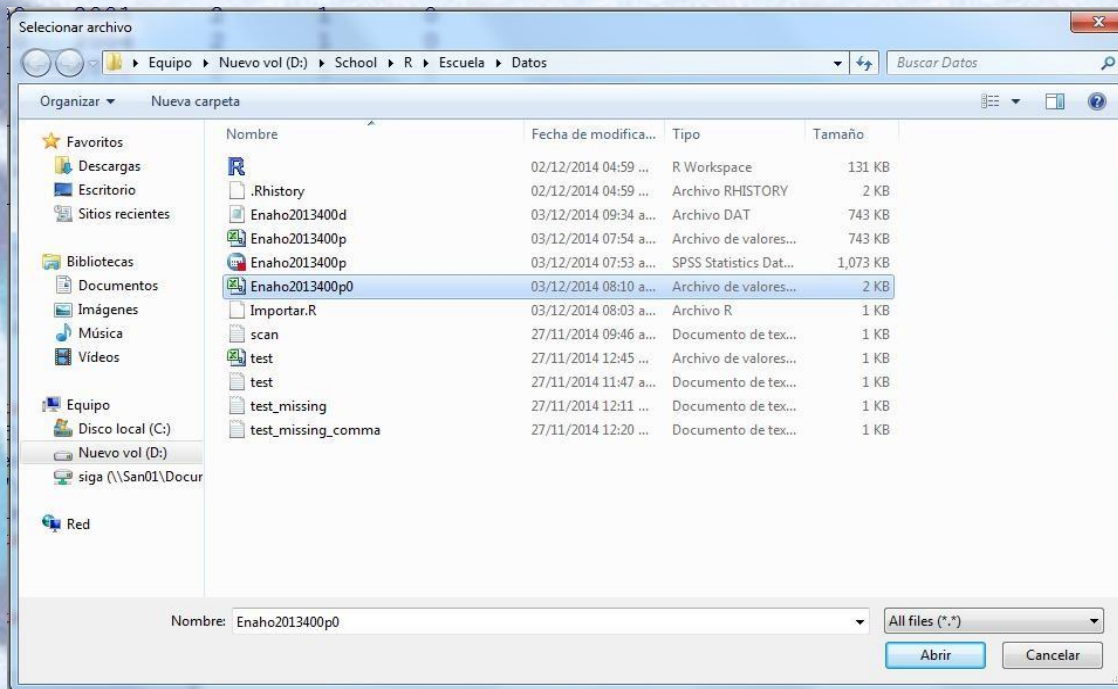 Selecionar archivo
Equipo Nuevo vol (D:) School R Escuela Datos
Buscar Datos
Organizar Nueva carpeta
Favoritos
Descargas
Escritorio
Sitios recientes
Bibliotecas
Documentos
Imágenes
Música
Vídeos
Equipo
Disco local (C:)
Nuevo vol (D:)
siga (\\San01\Docur
Red
Nombre Fecha de modifica... Tipo Tamaño
02/12/2014 04:59 ... R Workspace 131 KB
.Rhistory 02/12/2014 04:59 ... Archivo RHISTORY 2 KB
Enaho2013400d 03/12/2014 09:34 a... Archivo DAT 743 KB
Enaho2013400p 03/12/2014 07:54 a... Archivo de valores... 743 KB
Enaho2013400p 03/12/2014 07:53 a... SPSS Statistics Dat... 1,073 KB
Enaho2013400p0 03/12/2014 08:10 a... Archivo de valores... 2 KB
Importar.R 03/12/2014 08:03 a... Archivo R 1 KB
scan 27/11/2014 09:46 a... Documento de tex... 1 KB
test 27/11/2014 12:45 ... Archivo de valores... 1 KB
test 27/11/2014 11:47 a... Documento de tex... 1 KB
test_missing 27/11/2014 12:11 ... Documento de tex... 1 KB
test_missing_comma 27/11/2014 12:20 ... Documento de tex... 1 KB
Nombre: Enaho2013400p0
All files (*.*)
Abrir Cancelar